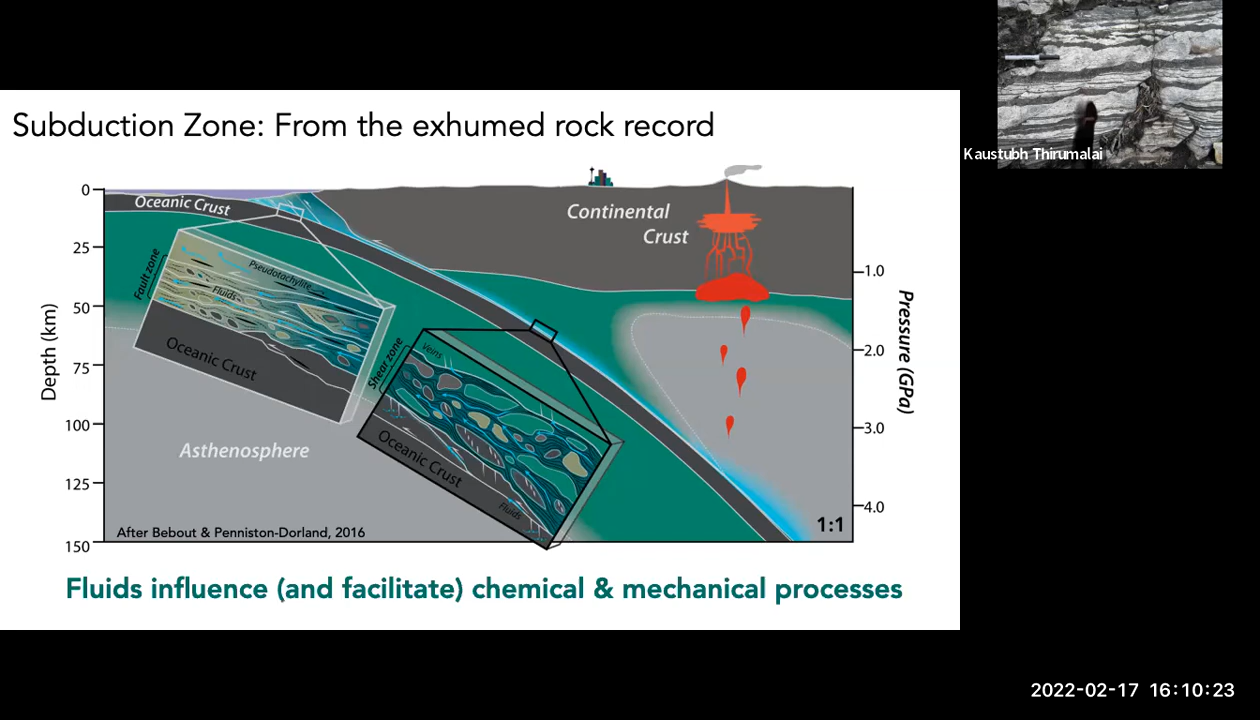 Subduction Zone: From the exhumed rock record
Kaustubh Thirumalai
0
25
50
75
100
125
150
Depth (km)
Oceanic Crust
Continental
Crust
1.0
2.0
3.0
4.0
Pressure (GPa)
Fault zone
Pseudotachylite
Fluids
Oceanic Crust
Shear zone
Veins
Oceanic Crust
Fluids
Asthenosphere
1:1
After Bebout & Penniston-Dorland, 2016
Fluids influence (and facilitate) chemical & mechanical processes
2022-02-17 16:10:23